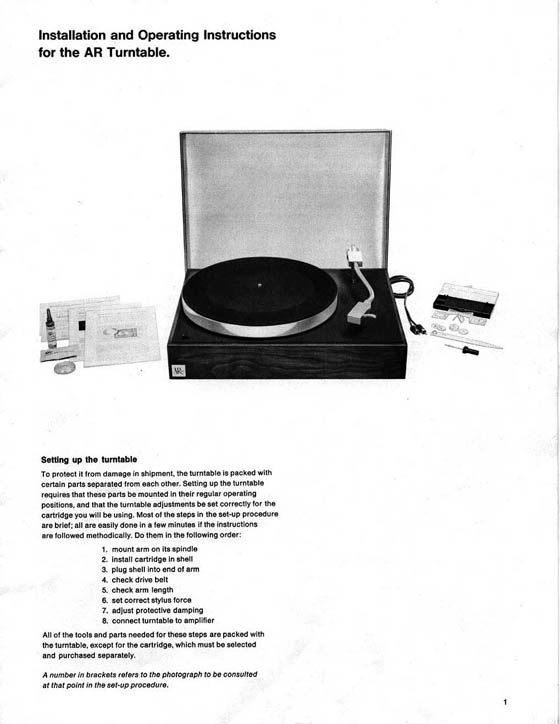 Installation and Operating Instructions
for the AR Turntable.
AR
Setting up the turntable
To protect it from damage in shipment, the turntable is packed with
certain parts separated from each other. Setting up the turntable
requires that these parts be mounted in their regular operating
positions, and that the turntable adjustments be set correctly for the
cartridge you will be using. Most of the steps in the set-up procedure
are brief; all are easily done in a few minutes if the instructions
are followed methodically. Do them in the following order:
1. mount arm on its spindle
2. install cartridge in shell
3. plug shell into end of arm
4. check drive belt
5. check arm length
6. set correct stylus force
7. adjust protective damping
8. connect turntable to amplifier
All of the tools and parts needed for these steps are packed with
the turntable, except for the cartridge, which must be selected
and purchased separately.
A number in brackets refers to the photograph to be consulted
at that point in the set-up procedure.
1